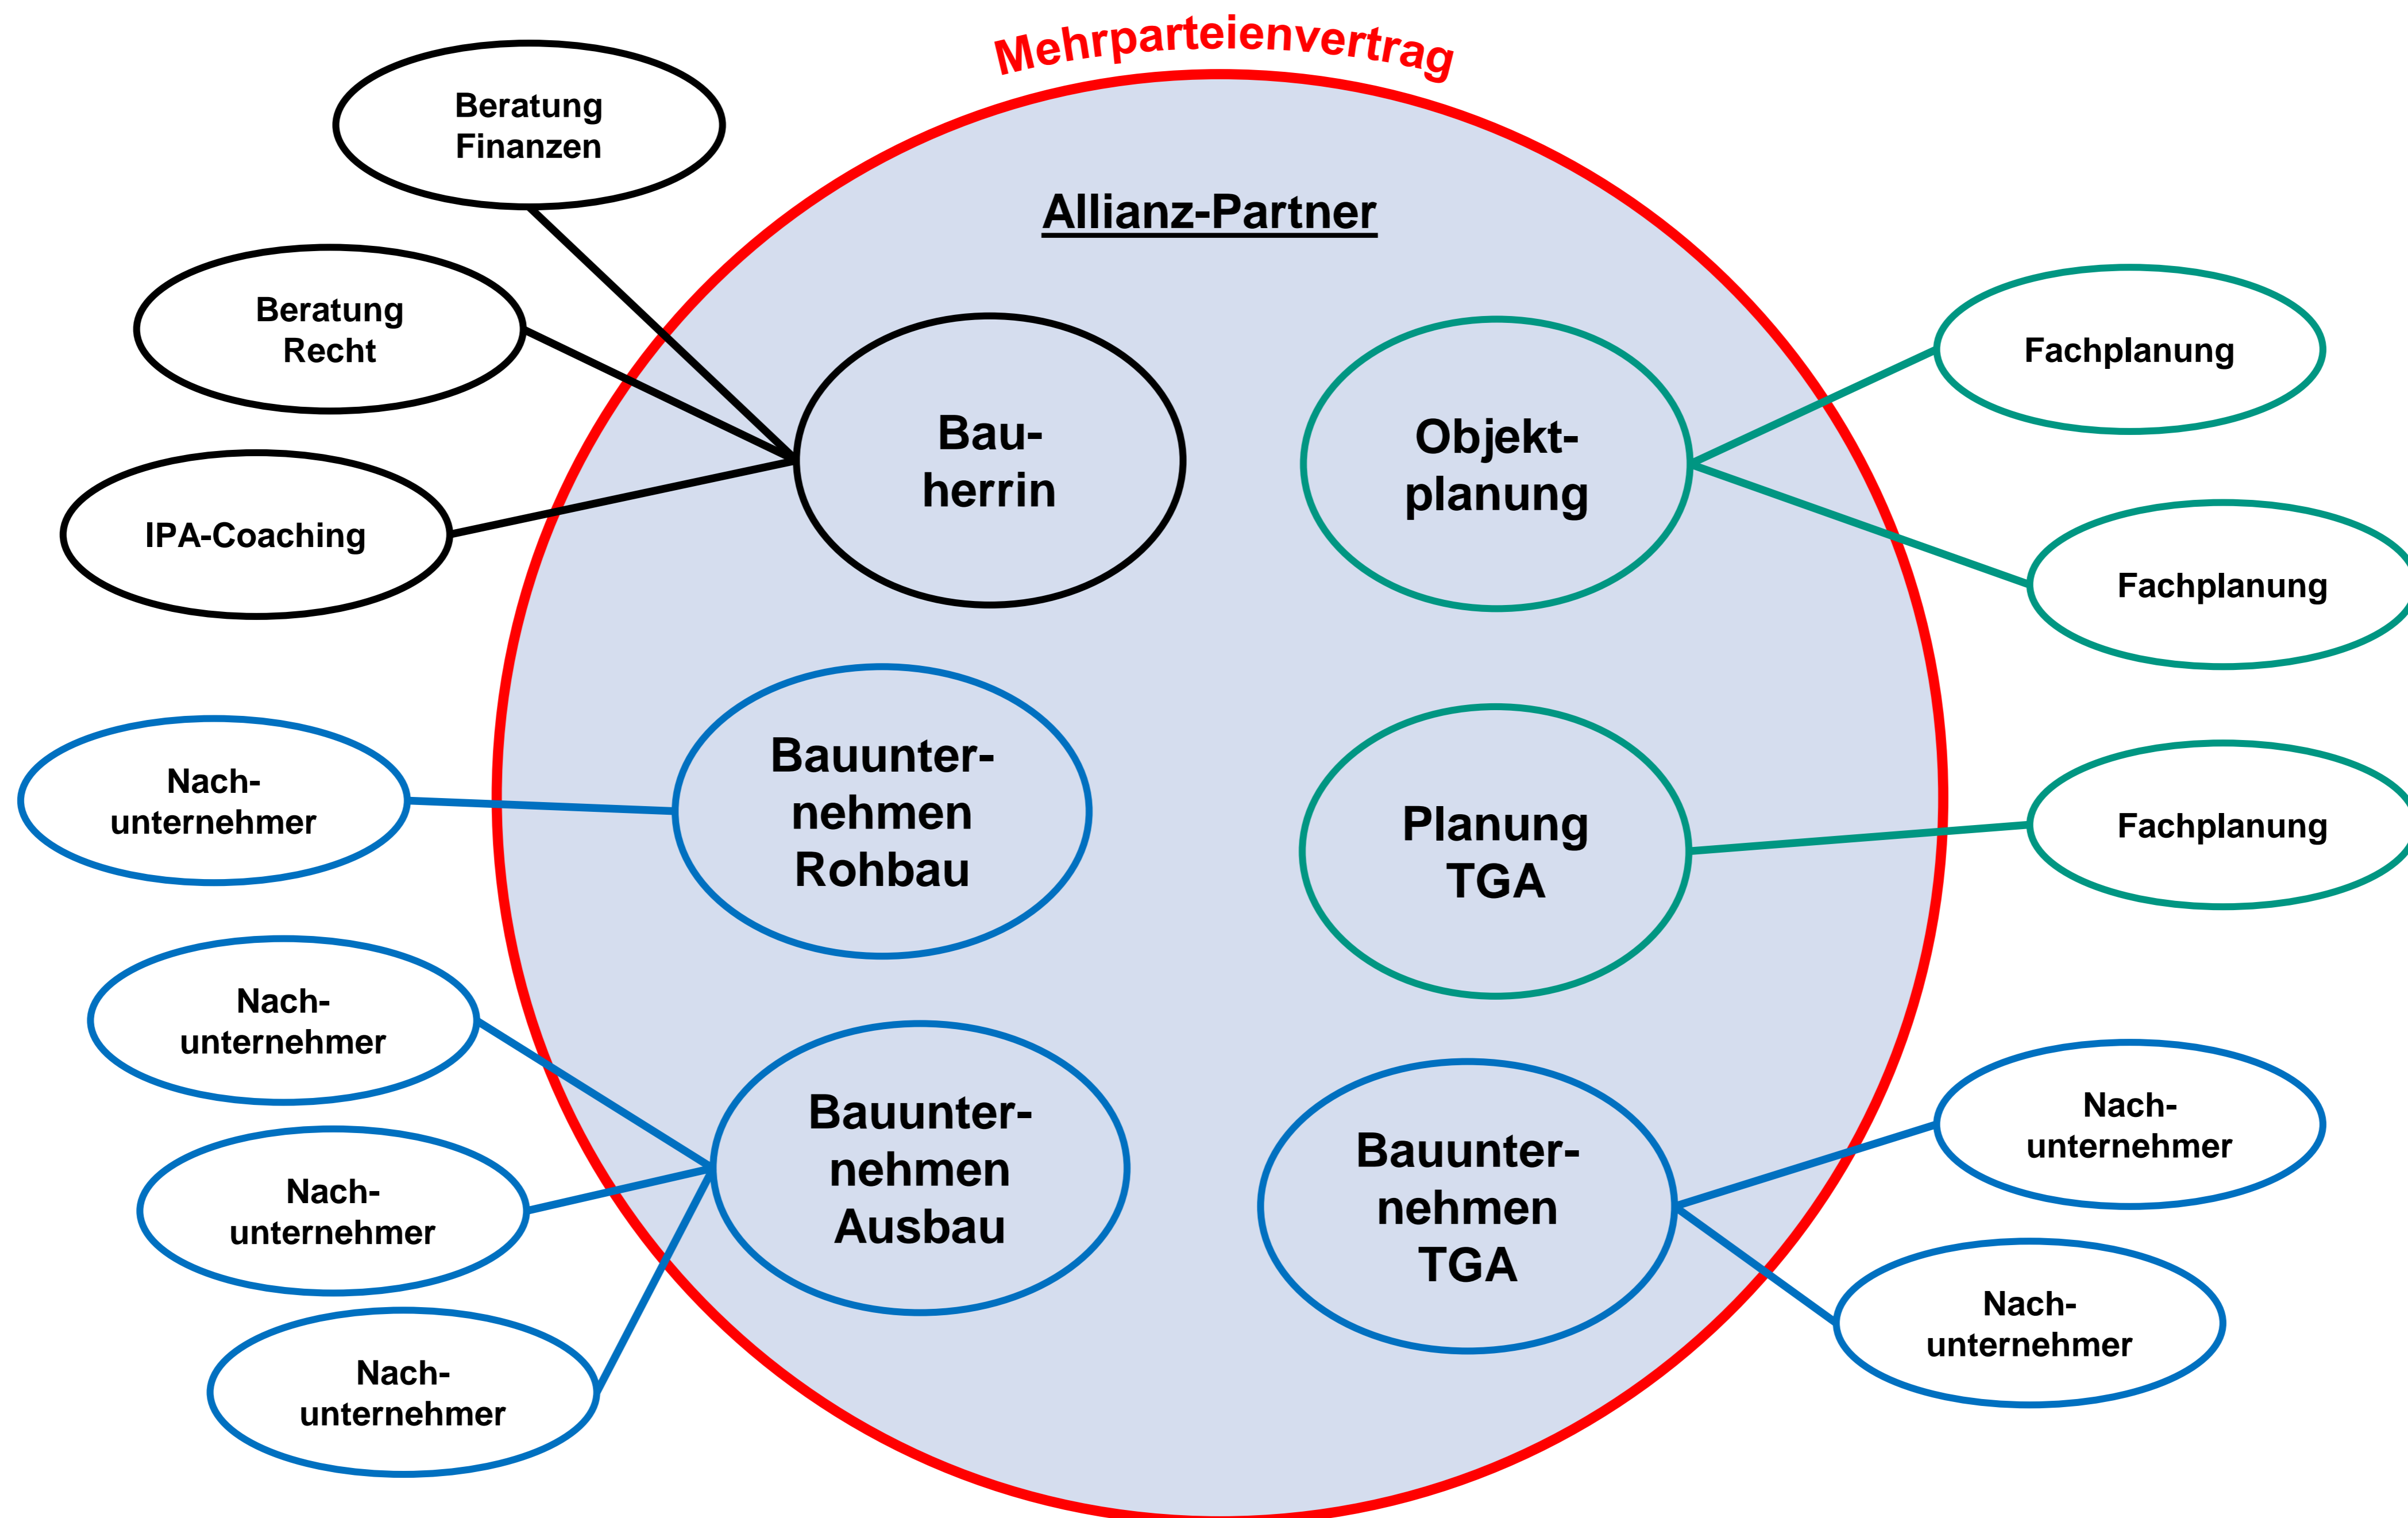 Mehrparteienvertrag
Allianz-Partner
Beratung
Finanzen
Beratung
Recht
IPA-Coaching
Bau-
herrin
Objekt-
planung
Fachplanung
Fachplanung
Nach-
unternehmer
Bauunter-
nehmen
Rohbau
Planung
TGA
Fachplanung
Nach-
unternehmer
Nach-
unternehmer
Nach-
unternehmer
Bauunter-
nehmen
Ausbau
Bauunter-
nehmen
TGA
Nach-
unternehmer
Nach-
unternehmer